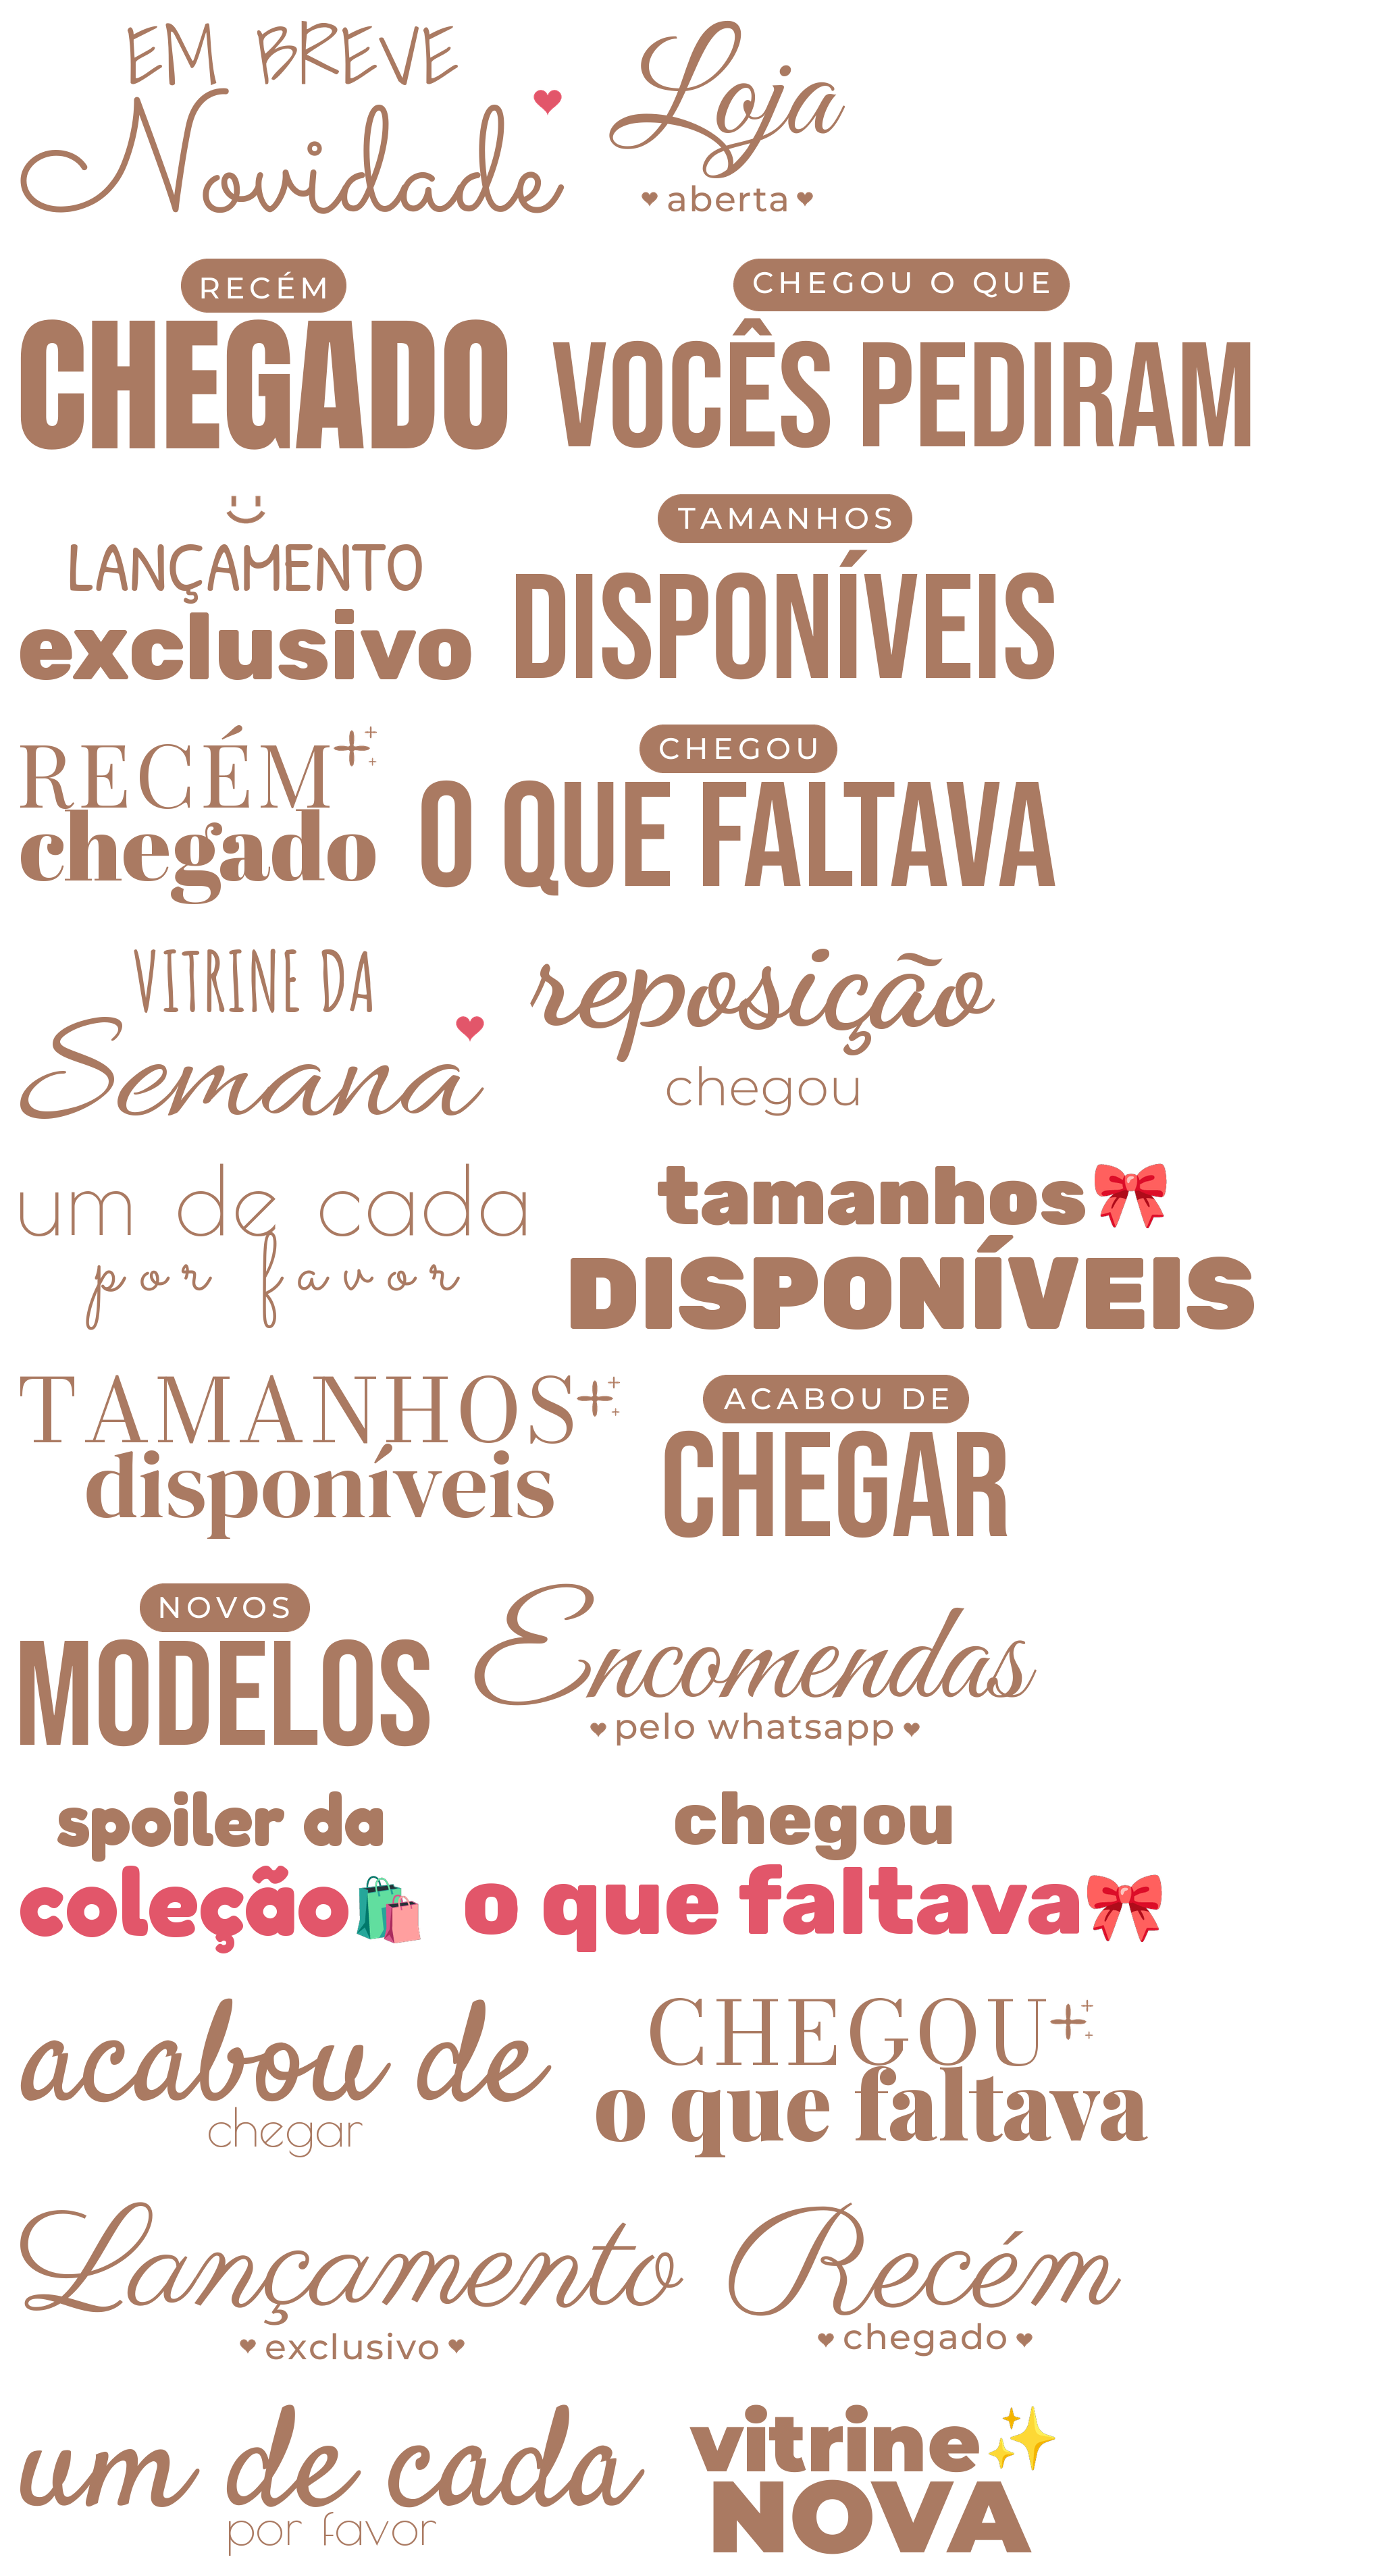 EM BREVE
Novidade
Loja
aberta
RECÉM
CHEGADO
CHEGOU O QUE
VOCÊS PEDIRAM
LANÇAMENTO
exclusivo
TAMANHOS
DISPONÍVEIS
RECÉM
chegado
CHEGOU
O QUE FALTAVA
VITRINE DA
Semana
reposição
chegou
um de cada
por favor
tamanhos
DISPONÍVEIS
TAMANHOS
disponíveis
ACABOU DE
CHEGAR
NOVOS
MODELOS
Encomendas
pelo whatsapp
spoiler da
coleção
chegou
o que faltava
acabou de
chegar
CHEGOU
o que faltava
Lançamento
exclusivo
Recém
chegado
um de cada
por favor
vitrine
NOVA